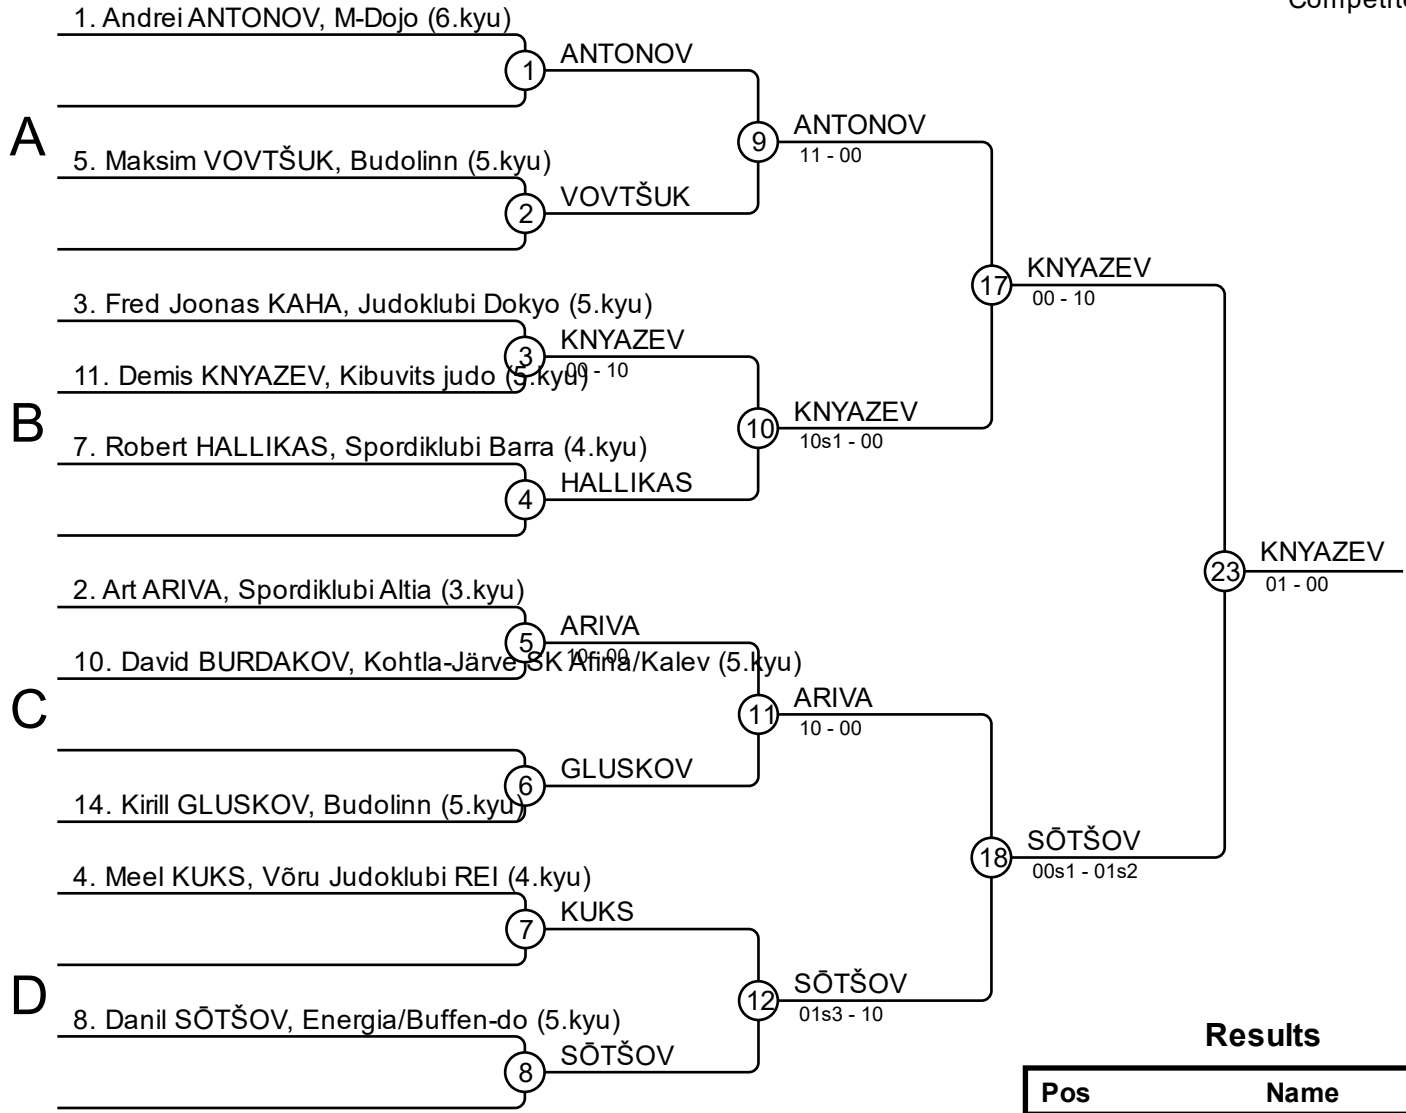 Competito
1. Andrei ANTONOV, M-Dojo (6.kyu)
1
ANTONOV
A
9
ANTONOV
11 - 00
5. Maksim VOVTŠUK, Budolinn (5.kyu)
2
VOVTŠUK
17
KNYAZEV
00 - 10
3. Fred Joonas KAHA, Judoklubi Dokyo (5.kyu)
3
KNYAZEV
00 - 10
11. Demis KNYAZEV, Kibuvits judo (5.kyu)
B
10
KNYAZEV
10s1 - 00
7. Robert HALLIKAS, Spordiklubi Barra (4.kyu)
4
HALLIKAS
23
KNYAZEV
01 - 00
2. Art ARIVA, Spordiklubi Altia (3.kyu)
5
ARIVA
10 - 00
10. David BURDAKOV, Kohtla-Järve SK Afina/Kalev (5.kyu)
C
11
ARIVA
10 - 00
6
GLUSKOV
14. Kirill GLUSKOV, Budolinn (5.kyu)
18
SÕTŠOV
00s1 - 01s2
4. Meel KUKS, Võru Judoklubi REI (4.kyu)
7
KUKS
D
12
SÕTŠOV
01s3 - 10
8. Danil SÕTŠOV, Energia/Buffen-do (5.kyu)
8
SÕTŠOV
Results
Pos Name